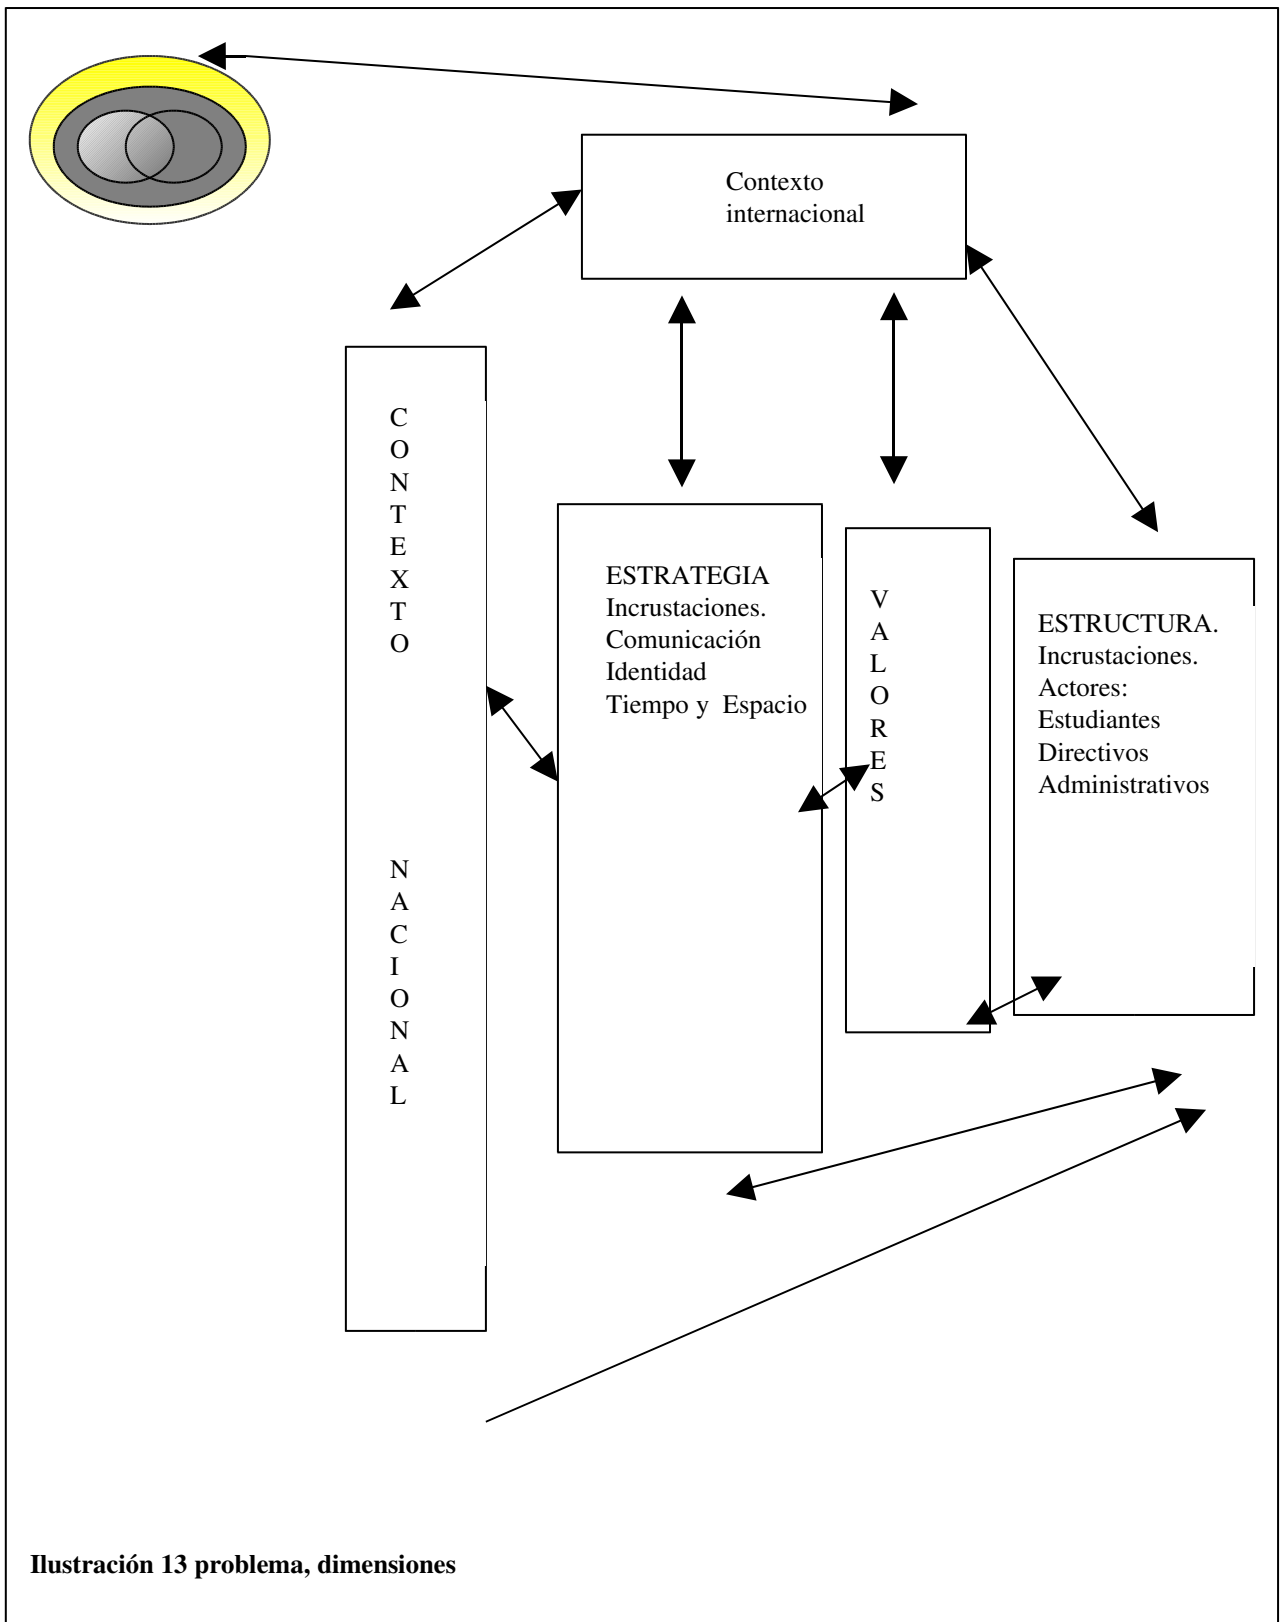 Contexto
internacional
C
O
N
T
E
X
T
O
N
A
C
I
O
N
A
L
ESTRATEGIA
Incrustaciones.
Comunicación
Identidad
Tiempo y  Espacio
V
A
L
O
R
E
S
ESTRUCTURA.
Incrustaciones.
Actores:
Estudiantes
Directivos
Administrativos
Ilustración 13 problema, dimensiones